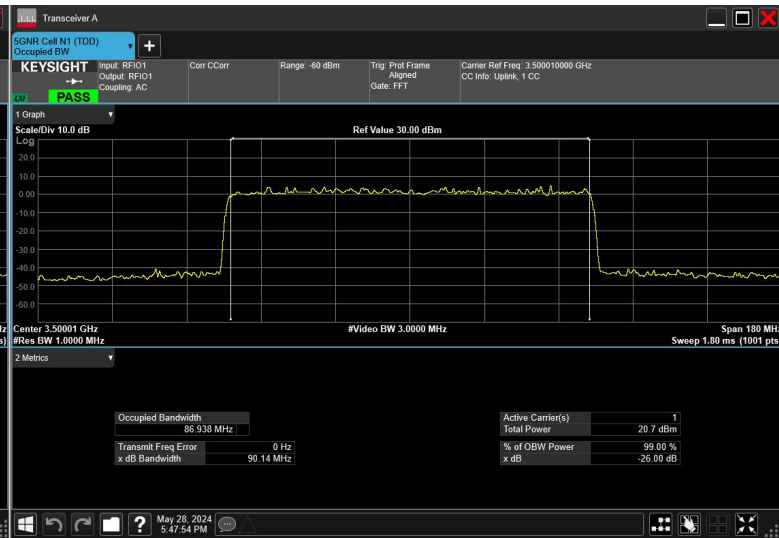 Transceiver A
5GNR Cell N1 (TDD)
Occupied BW
KEYSIGHT
Input: RFIO1
Output: RFIO1
Coupling: AC
Corr CCorr
Range: -60 dBm
Trig: Prot Frame
Aligned
Gate: FFT
Carrier Ref Freq: 3.500010000 GHz
CC Info: Uplink, 1 CC
LXI
PASS
1 Graph
Scale/Div 10.0 dB
Ref Value 30.00 dBm
Log
20.0
10.0
0.00
-10.0
-20.0
-30.0
-40.0
-50.0
-60.0
Center 3.50001 GHz
#Video BW 3.0000 MHz
Span 180 MHz
#Res BW 1.0000 MHz
Sweep 1.80 ms (1001 pts
2 Metrics
Occupied Bandwidth
86.938 MHz
Transmit Freq Error 0 Hz
x dB Bandwidth 90.14 MHz
Active Carrier(s) 1
Total Power 20.7 dBm
% of OBW Power 99.00 %
x dB -26.00 dB
May 28, 2024
5:47:54 PM